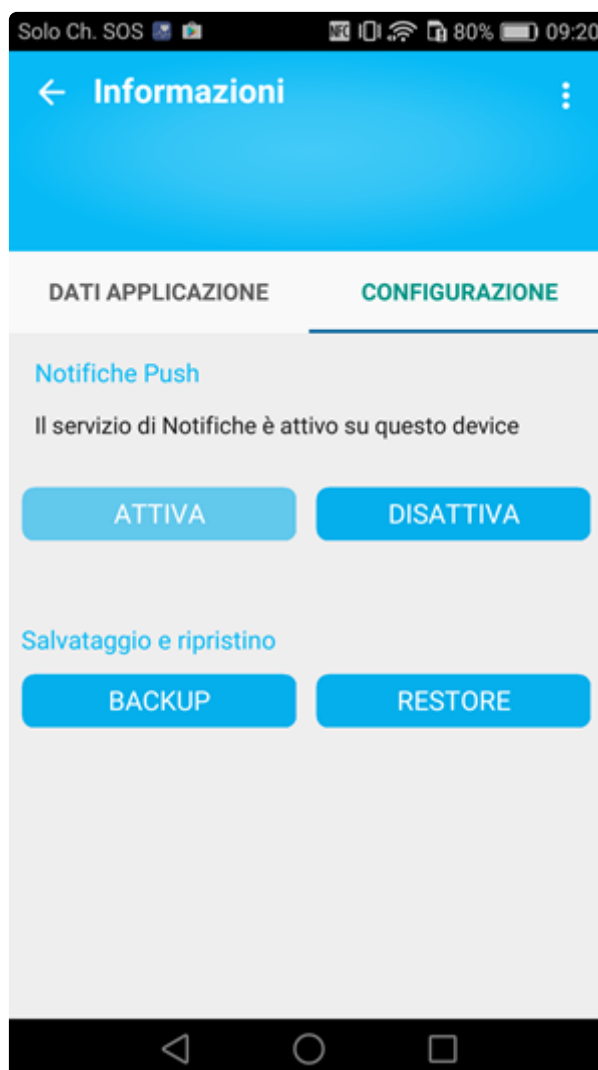 Solo Ch. SOS NFC 80% 09:20
Informazioni
DATI APPLICAZIONE CONFIGURAZIONE
Notifiche Push
Il servizio di Notifiche è attivo su questo device
ATTIVA DISATTIVA
Salvataggio e ripristino
BACKUP RESTORE